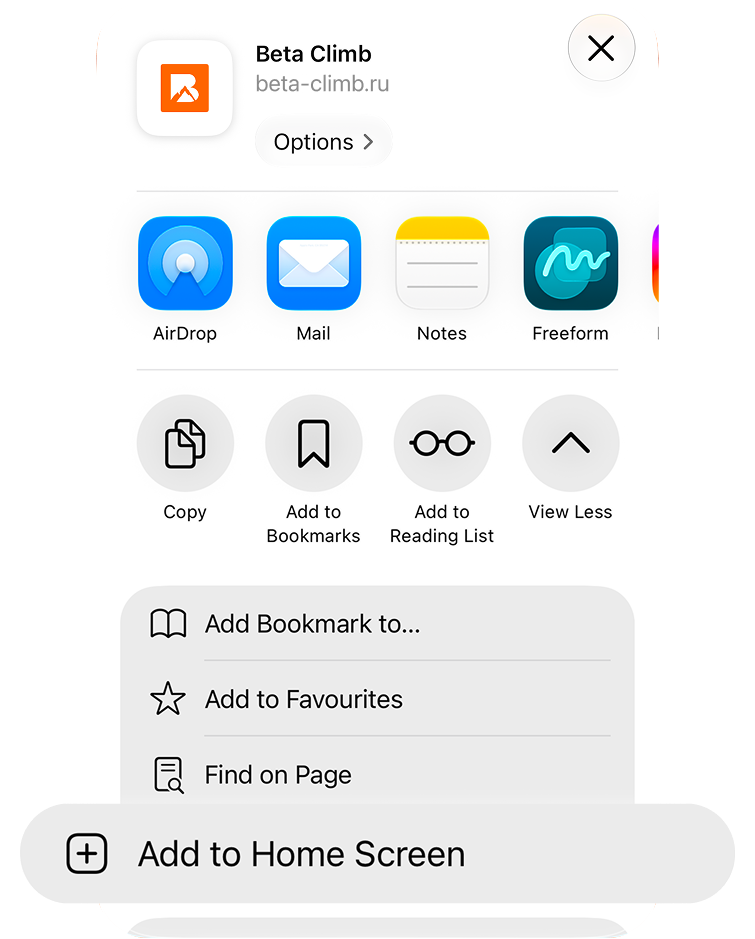 Beta Climb
beta-climb.ru
Options
AirDrop
Mail
Notes
Freeform
Copy
Add to
Bookmarks
Add to
Reading List
View Less
Add Bookmark to...
Add to Favourites
Find on Page
Add to Home Screen